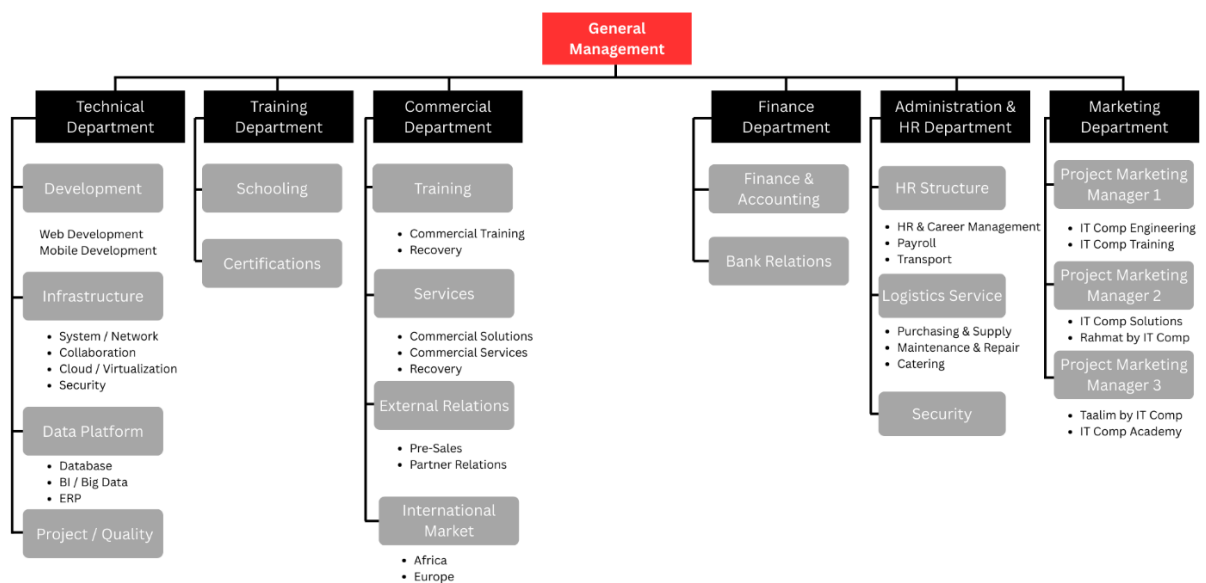 General
Management
Technical
Department
Development
Web Development
Mobile Development
Infrastructure
• System / Network
• Collaboration
• Cloud / Virtualization
• Security
Data Platform
• Database
• BI / Big Data
• ERP
Project / Quality
Training
Department
Schooling
Certifications
Commercial
Department
Training
• Commercial Training
• Recovery
Services
• Commercial Solutions
• Commercial Services
• Recovery
External Relations
• Pre-Sales
• Partner Relations
International
Market
• Africa
• Europe
Finance
Department
Finance &
Accounting
Bank Relations
Administration &
HR Department
HR Structure
• HR & Career Management
• Payroll
• Transport
Logistics Service
• Purchasing & Supply
• Maintenance & Repair
• Catering
Security
Marketing
Department
Project Marketing
Manager 1
• IT Comp Engineering
• IT Comp Training
Project Marketing
Manager 2
• IT Comp Solutions
• Rahmat by IT Comp
Project Marketing
Manager 3
• Taalim by IT Comp
• IT Comp Academy